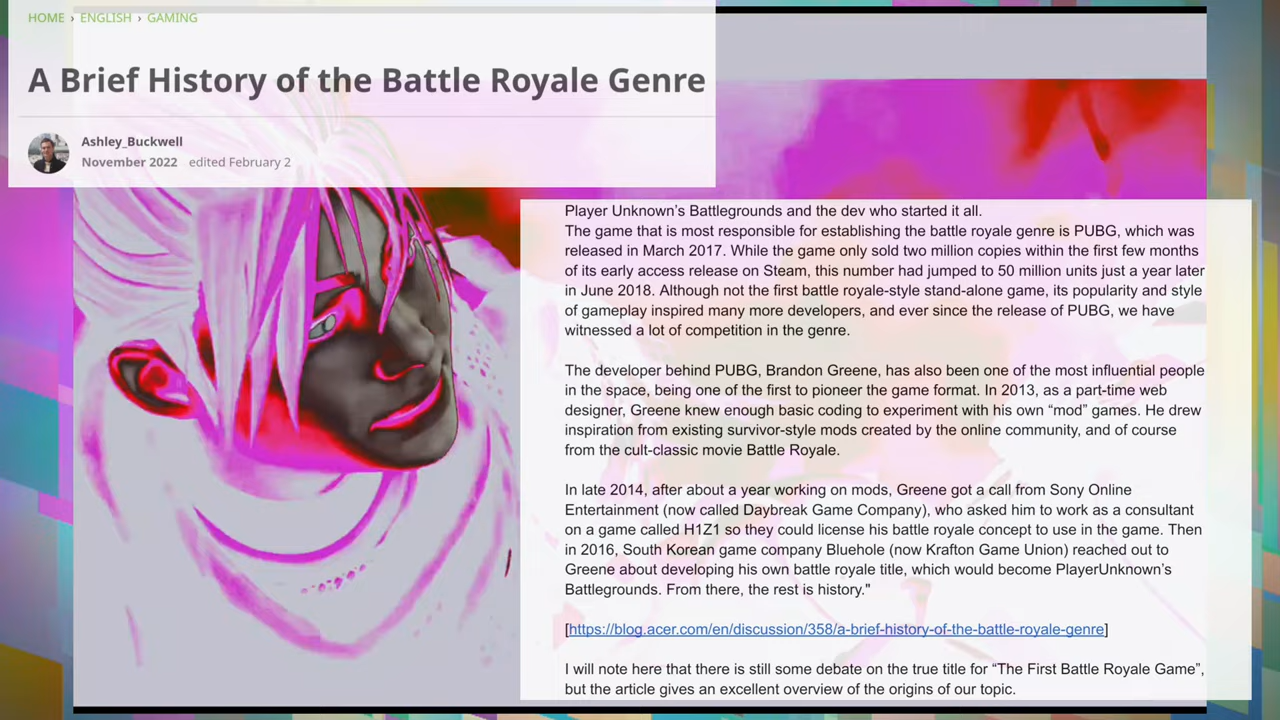 HOME › ENGLISH › GAMING
A Brief History of the Battle Royale Genre
Ashley_Buckwell
November 2022 edited February 2
Player Unknown’s Battlegrounds and the dev who started it all.
The game that is most responsible for establishing the battle royale genre is PUBG, which was
released in March 2017. While the game only sold two million copies within the first few months
of its early access release on Steam, this number had jumped to 50 million units just a year later
in June 2018. Although not the first battle royale-style stand-alone game, its popularity and style
of gameplay inspired many more developers, and ever since the release of PUBG, we have
witnessed a lot of competition in the genre.
The developer behind PUBG, Brandon Greene, has also been one of the most influential people
in the space, being one of the first to pioneer the game format. In 2013, as a part-time web
designer, Greene knew enough basic coding to experiment with his own “mod” games. He drew
inspiration from existing survivor-style mods created by the online community, and of course
from the cult-classic movie Battle Royale.
In late 2014, after about a year working on mods, Greene got a call from Sony Online
Entertainment (now called Daybreak Game Company), who asked him to work as a consultant
on a game called H1Z1 so they could license his battle royale concept to use in the game. Then
in 2016, South Korean game company Bluehole (now Krafton Game Union) reached out to
Greene about developing his own battle royale title, which would become PlayerUnknown’s
Battlegrounds. From there, the rest is history."
[https://blog.acer.com/en/discussion/358/a-brief-history-of-the-battle-royale-genre]
I will note here that there is still some debate on the true title for “The First Battle Royale Game”,
but the article gives an excellent overview of the origins of our topic.